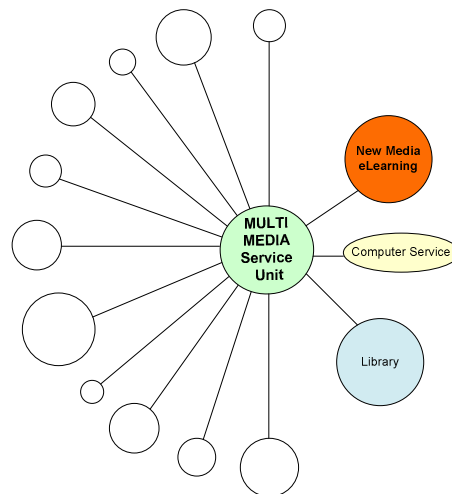 New Media
eLearning
MULTI
MEDIA
Service
Unit
Computer Service
Library